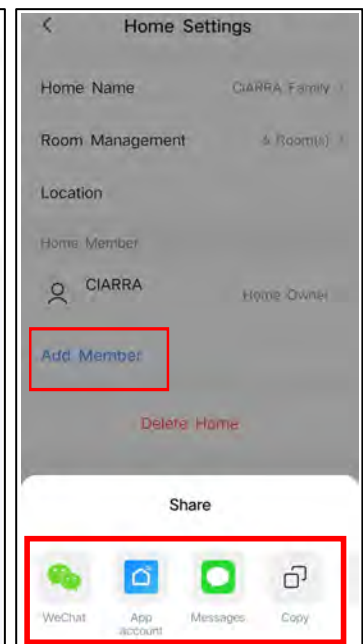 Home Settings
Home Name CIARRA Family
Room Management 6 Room(s)
Location
Home Member
CIARRA
Home Owner
Add Member
Delete Home
Share
WeChat App account Messages Copy